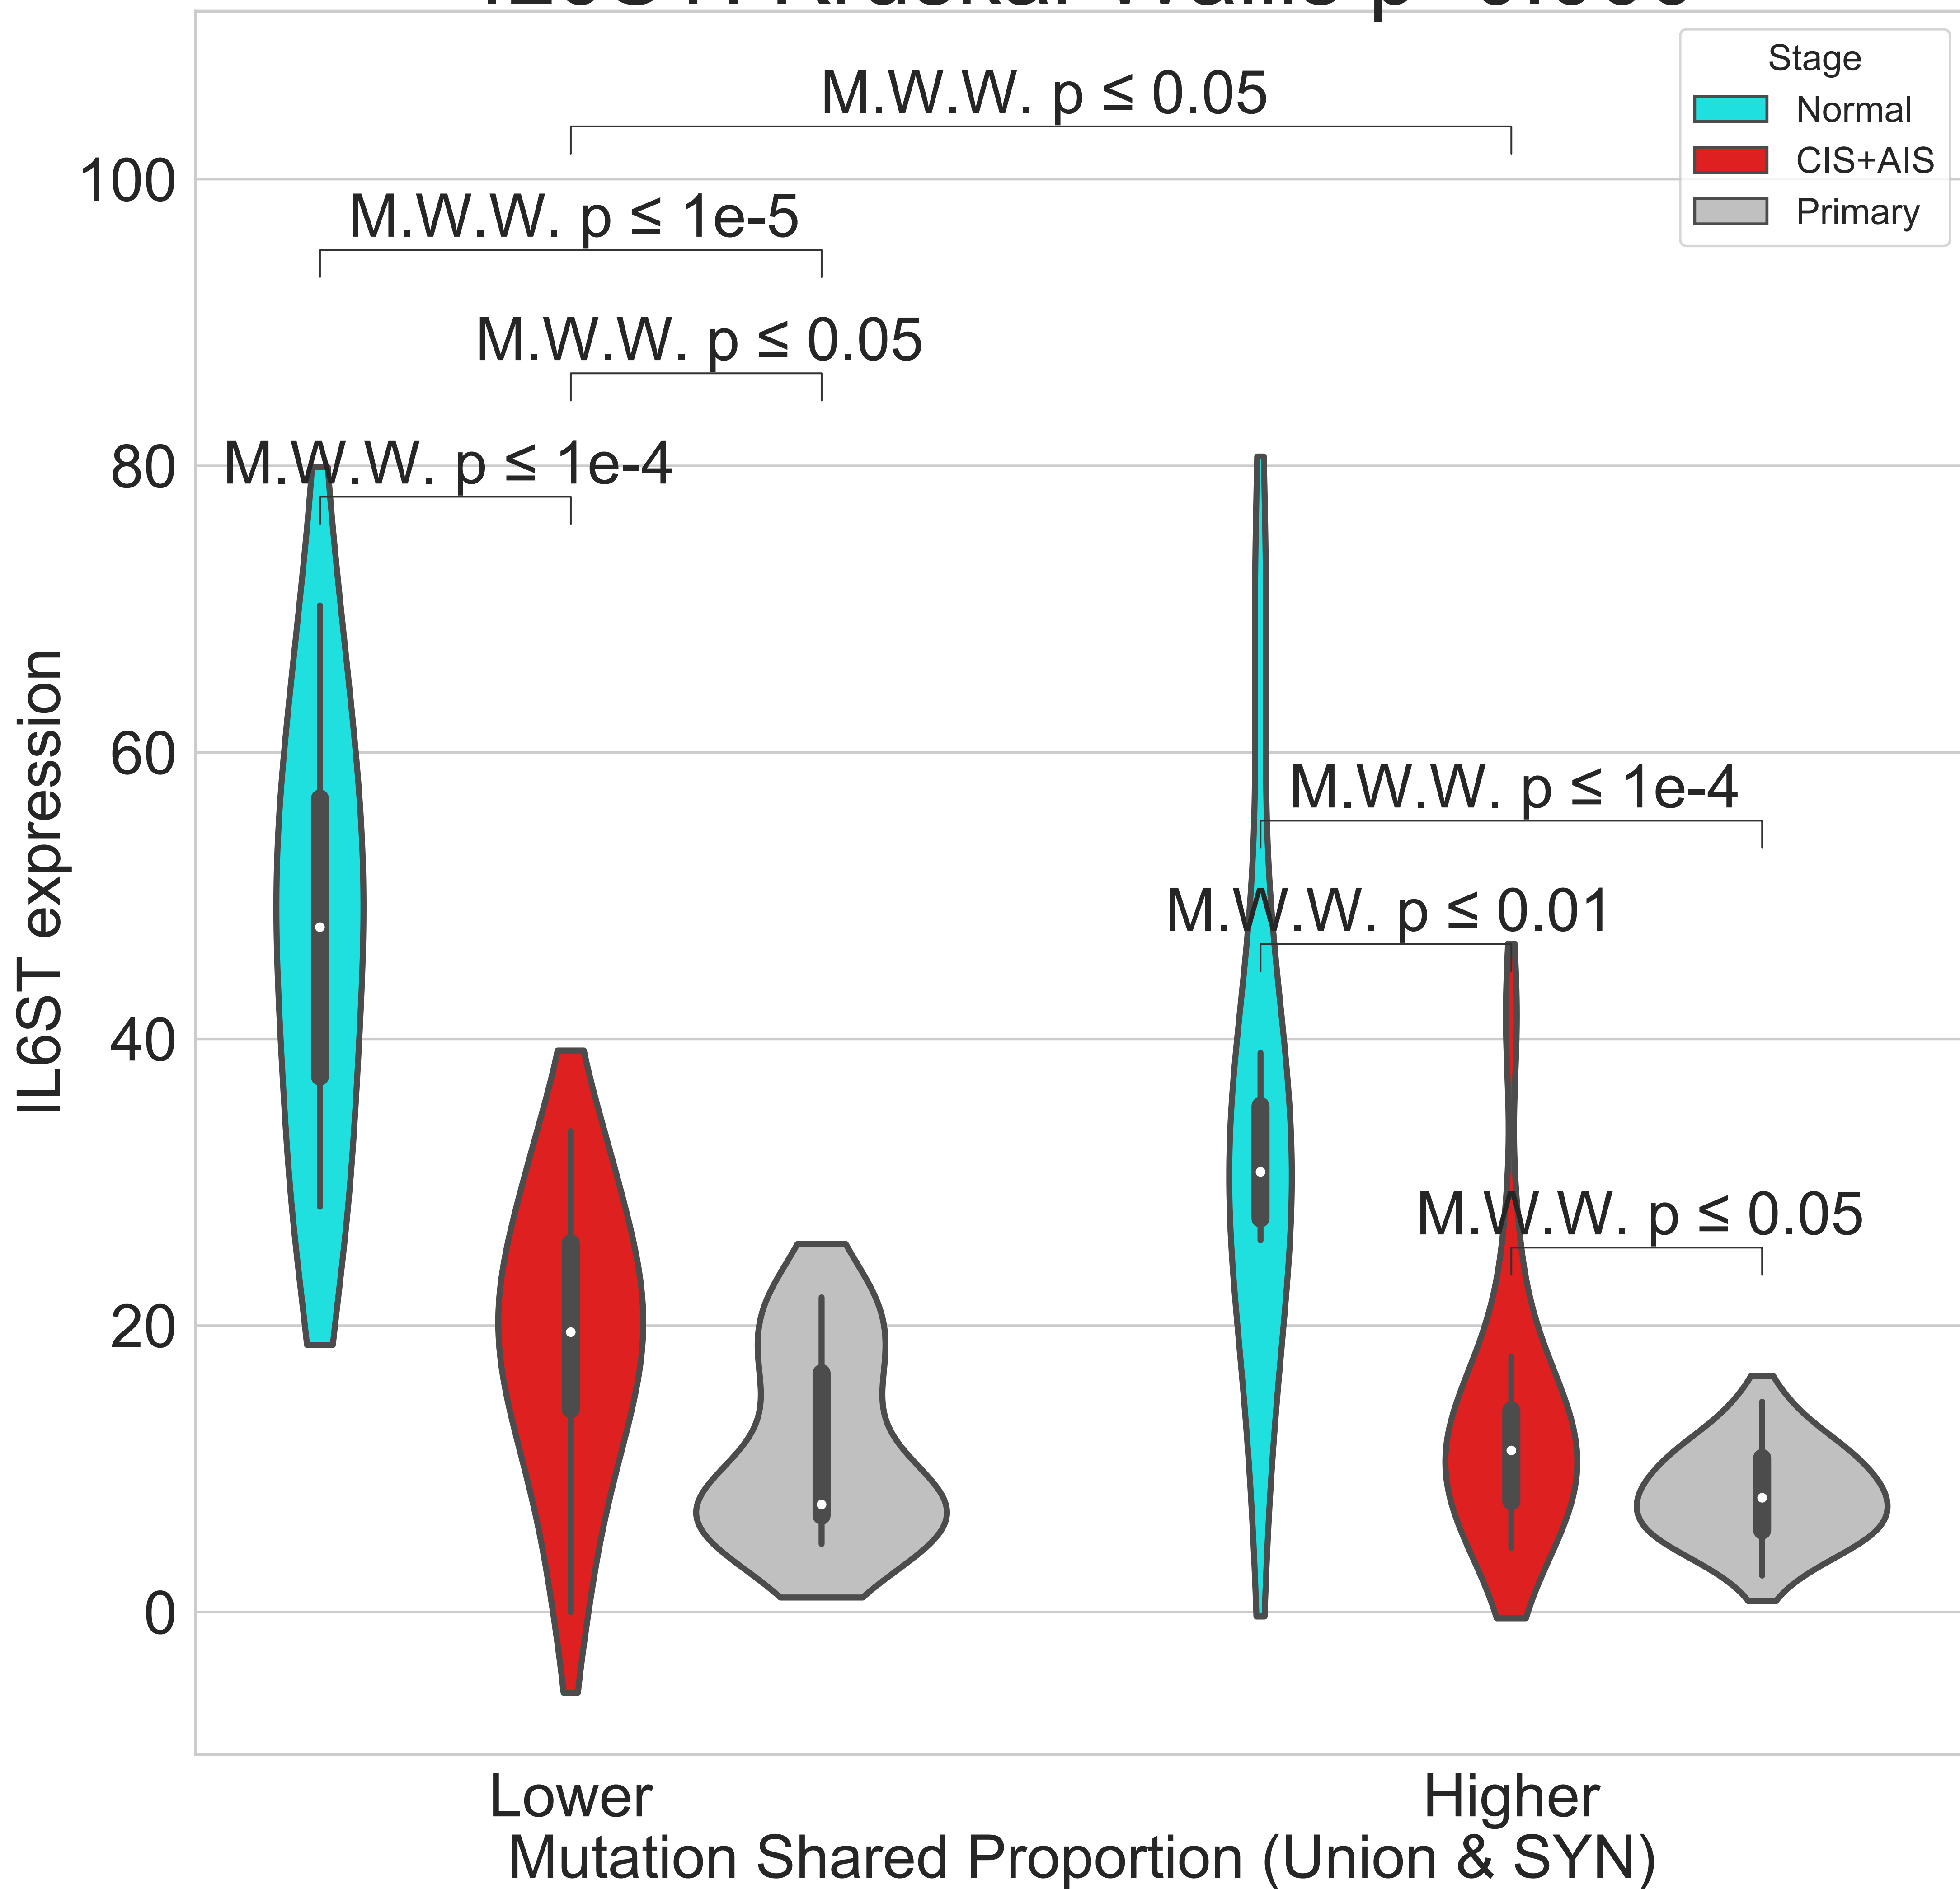 Stage
Normal
CIS+AIS
Primary
M.W.W. p ≤ 0.05
M.W.W. p ≤ 1e-5
M.W.W. p ≤ 0.05
M.W.W. p ≤ 1e-4
M.W.W. p ≤ 1e-4
M.W.W. p ≤ 0.01
M.W.W. p ≤ 0.05
100
80
60
40
20
0
IL6ST expression
Lower
Higher
Mutation Shared Proportion (Union & SYN)